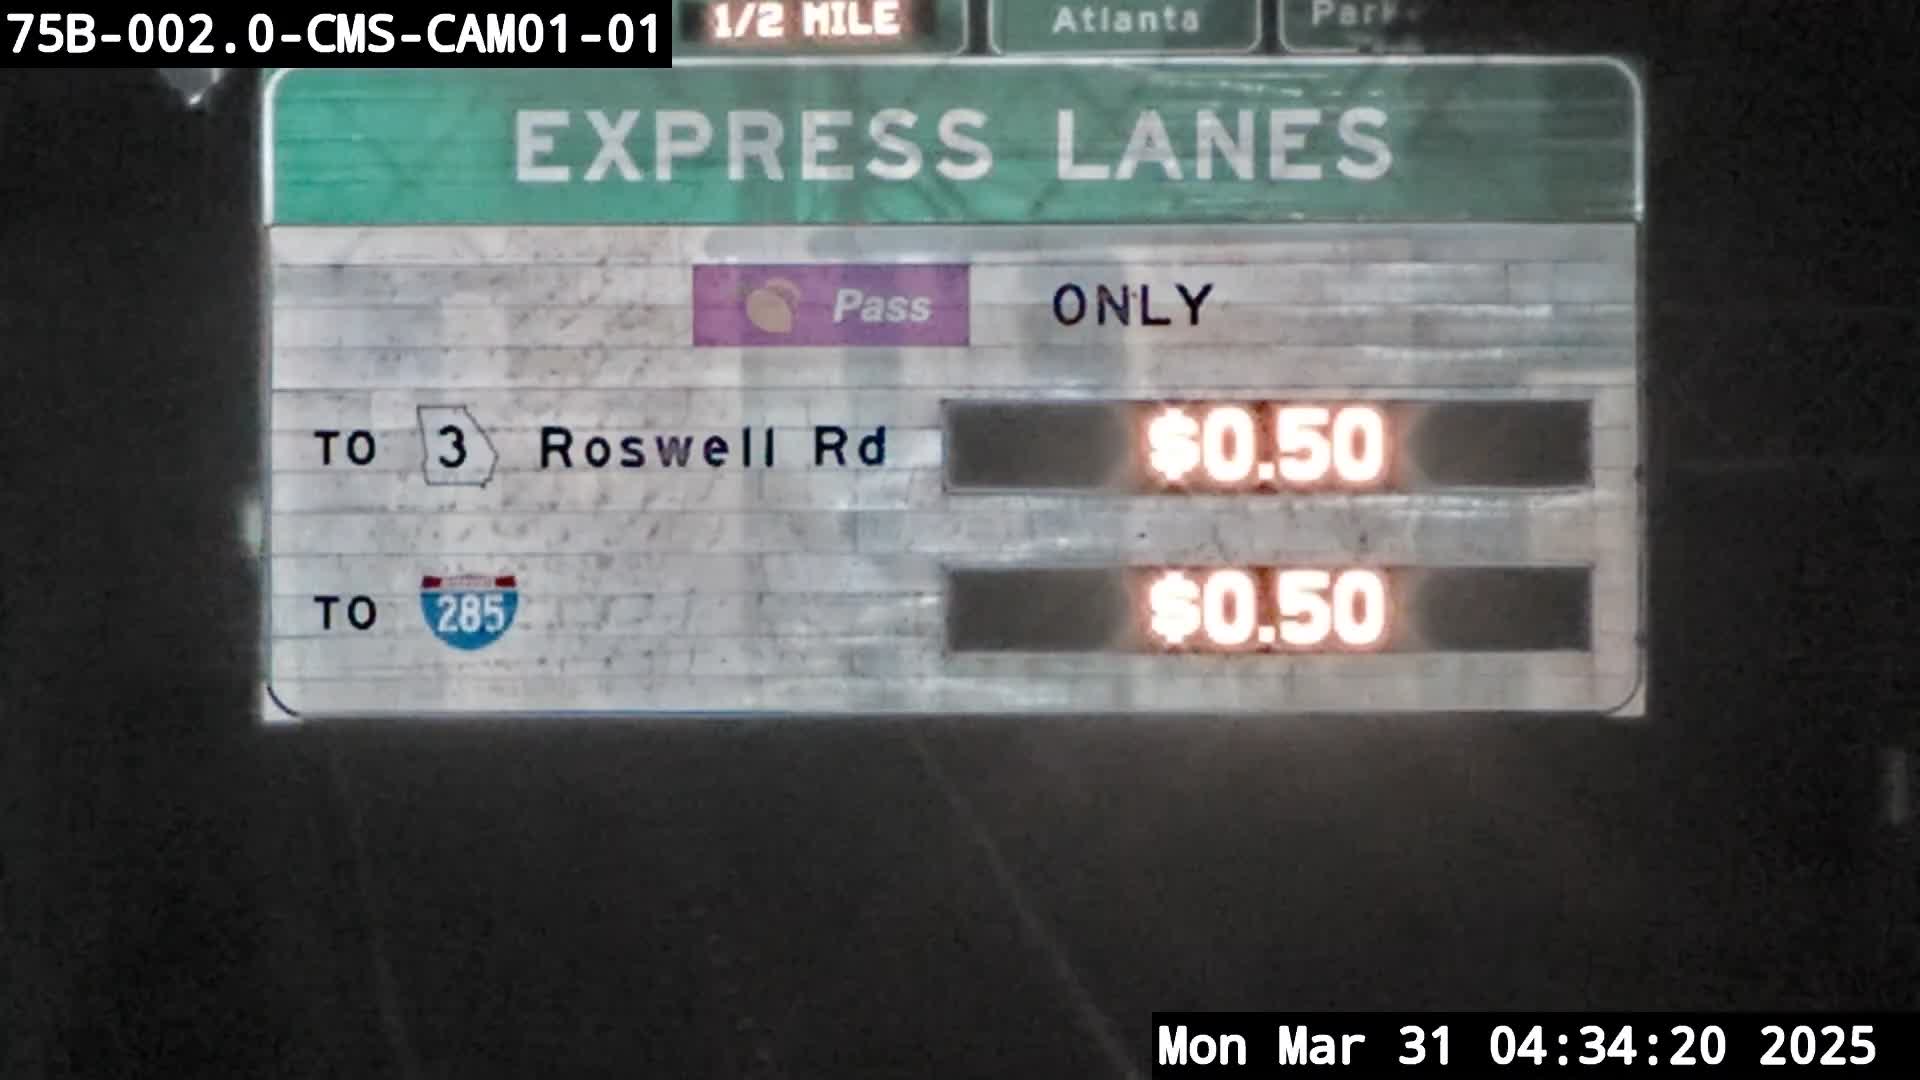 75B-002.0-CMS-CAM01-01
1/2 MILE
Atlanta
EXPRESS LANES
Pass ONLY
TO 3 Roswell Rd $0.50
TO 285 $0.50
Mon Mar 31 04:34:20 2025